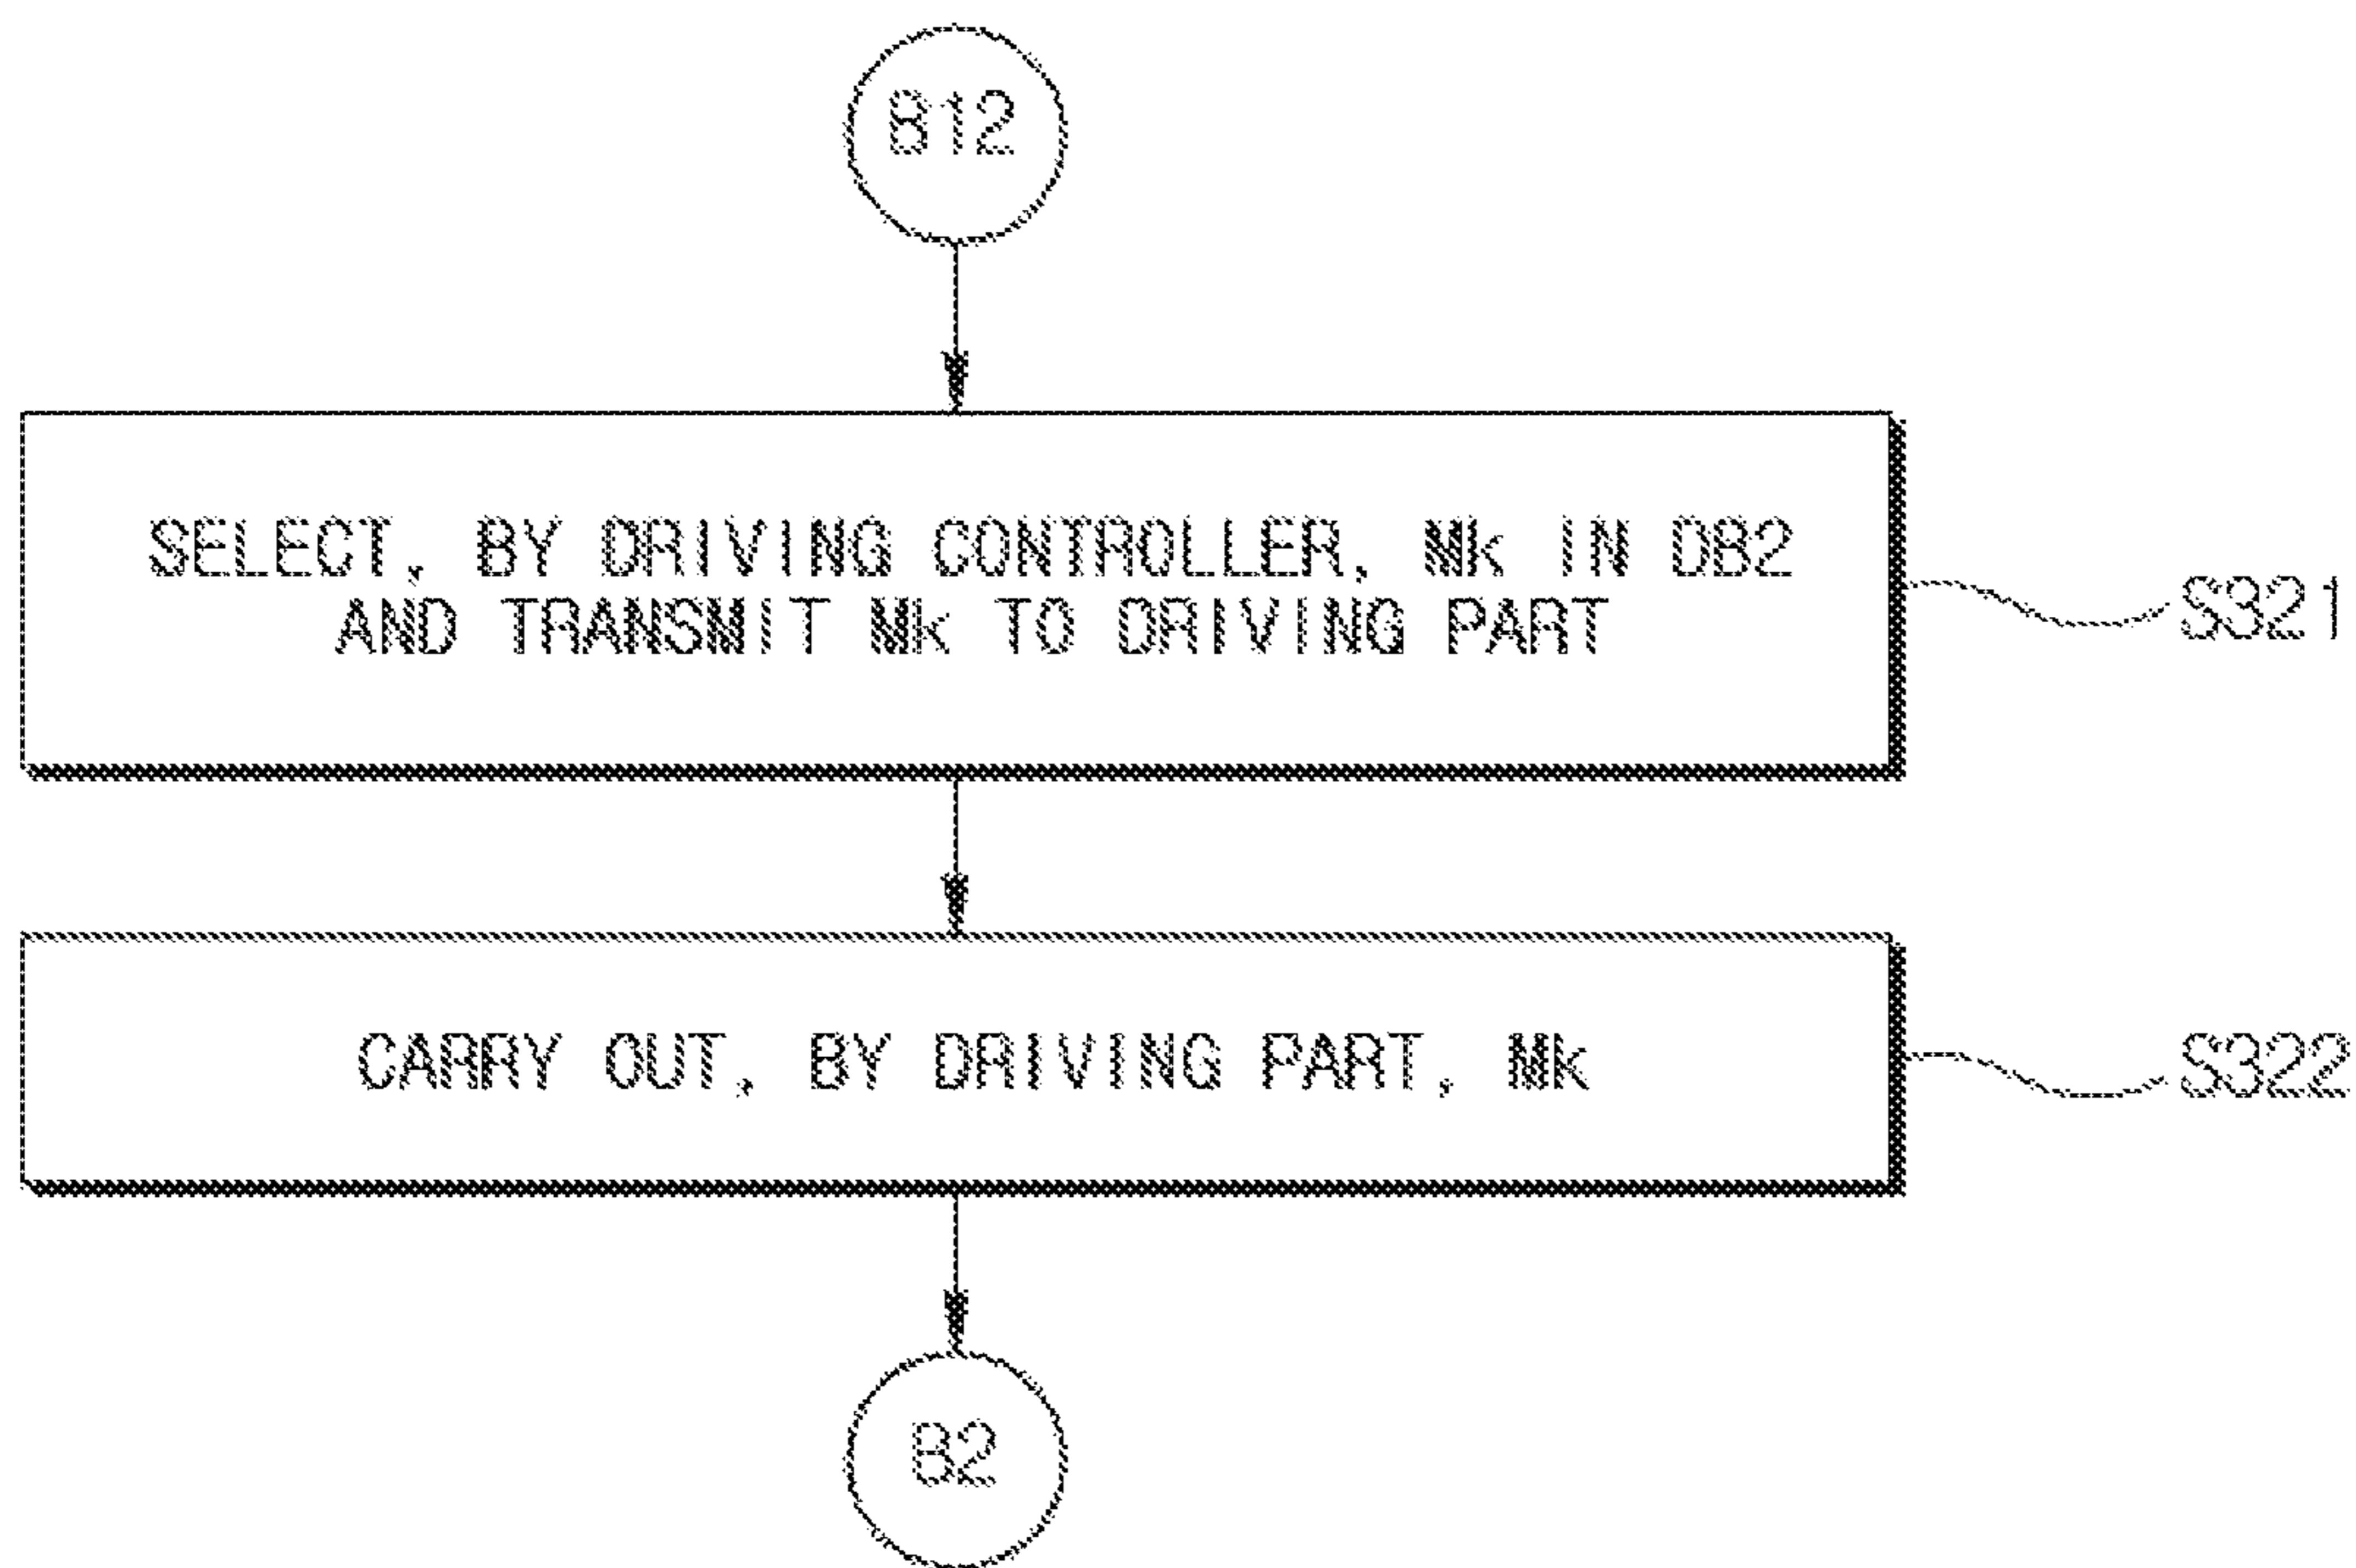 B12
SELECT, BY DRIVING CONTROLLER, Mk IN DB2
AND TRANSMIT Mk TO DRIVING PART
S321
CARRY OUT, BY DRIVING PART, Mk
S322
B2